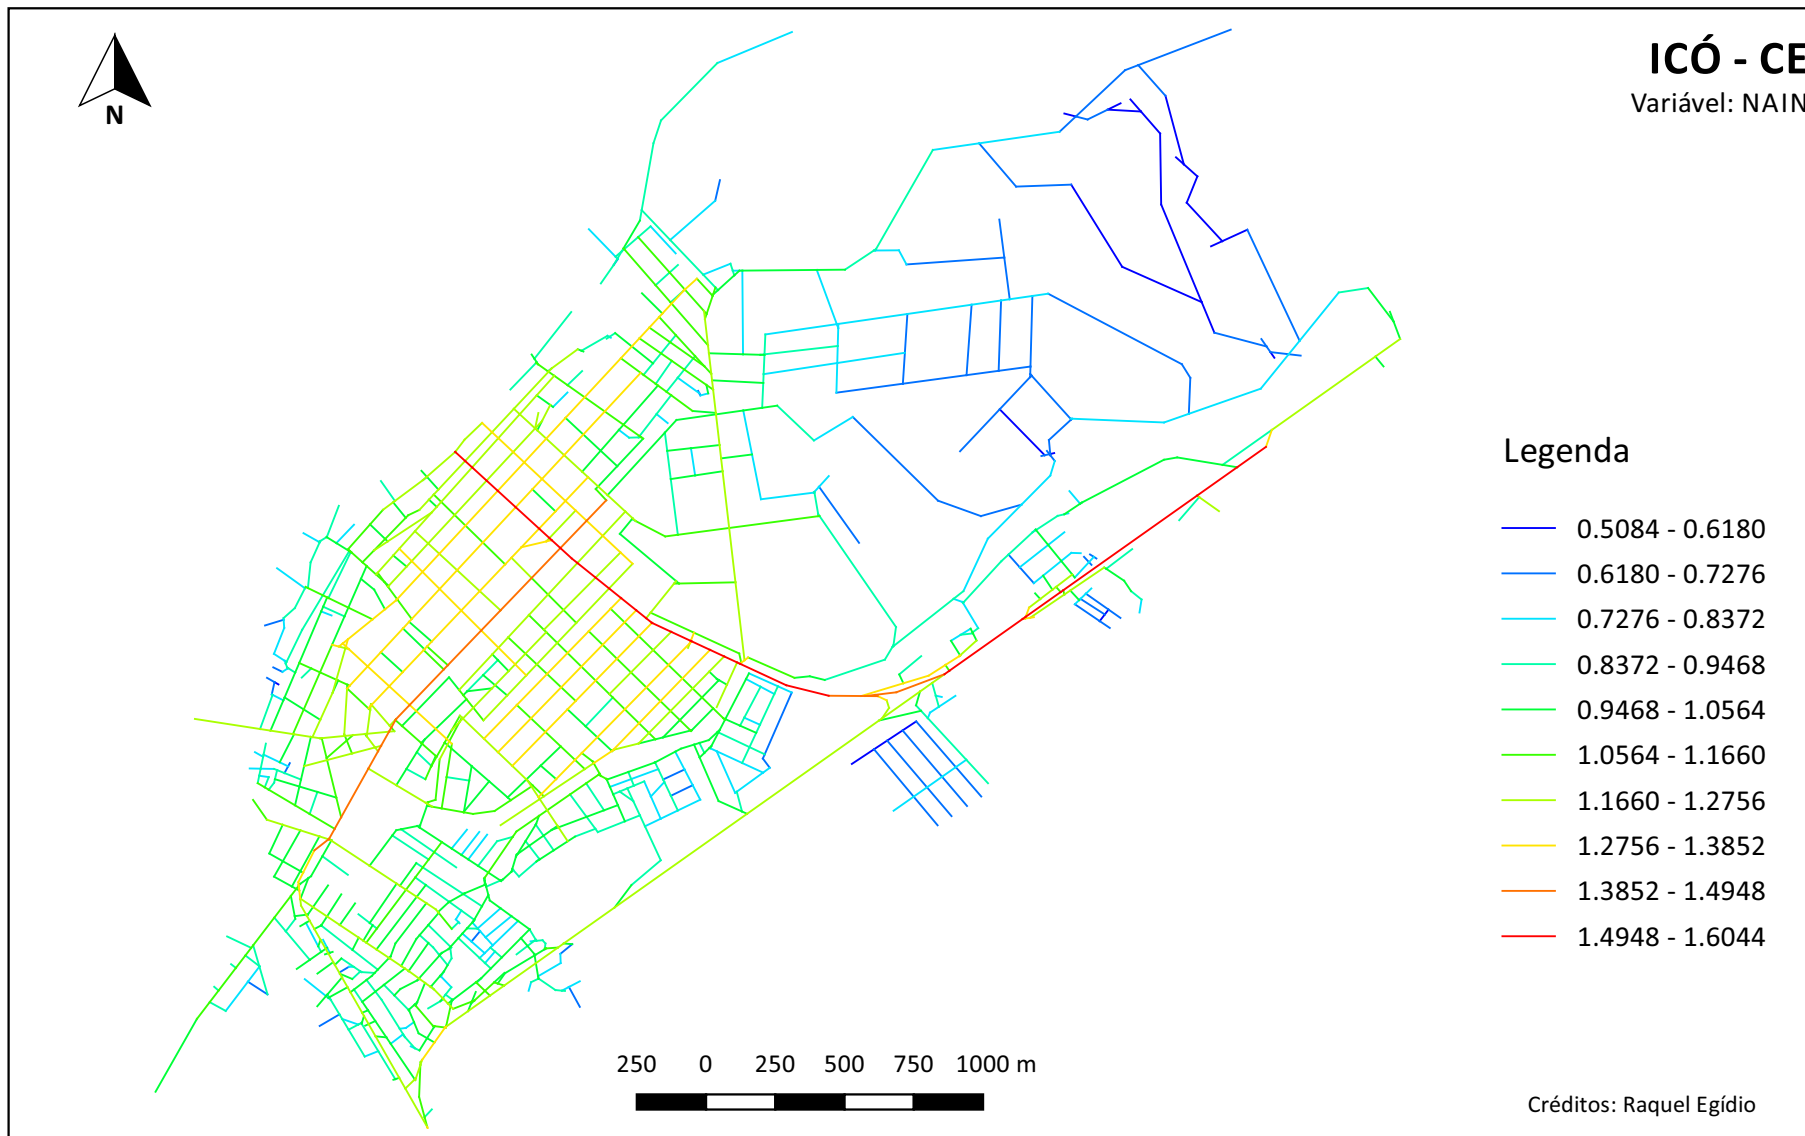 N
ICÓ - CE
Variável: NAIN
Legenda
0.5084 - 0.6180
0.6180 - 0.7276
0.7276 - 0.8372
0.8372 - 0.9468
0.9468 - 1.0564
1.0564 - 1.1660
1.1660 - 1.2756
1.2756 - 1.3852
1.3852 - 1.4948
1.4948 - 1.6044
250 0 250 500 750 1000 m
Créditos: Raquel Egídio